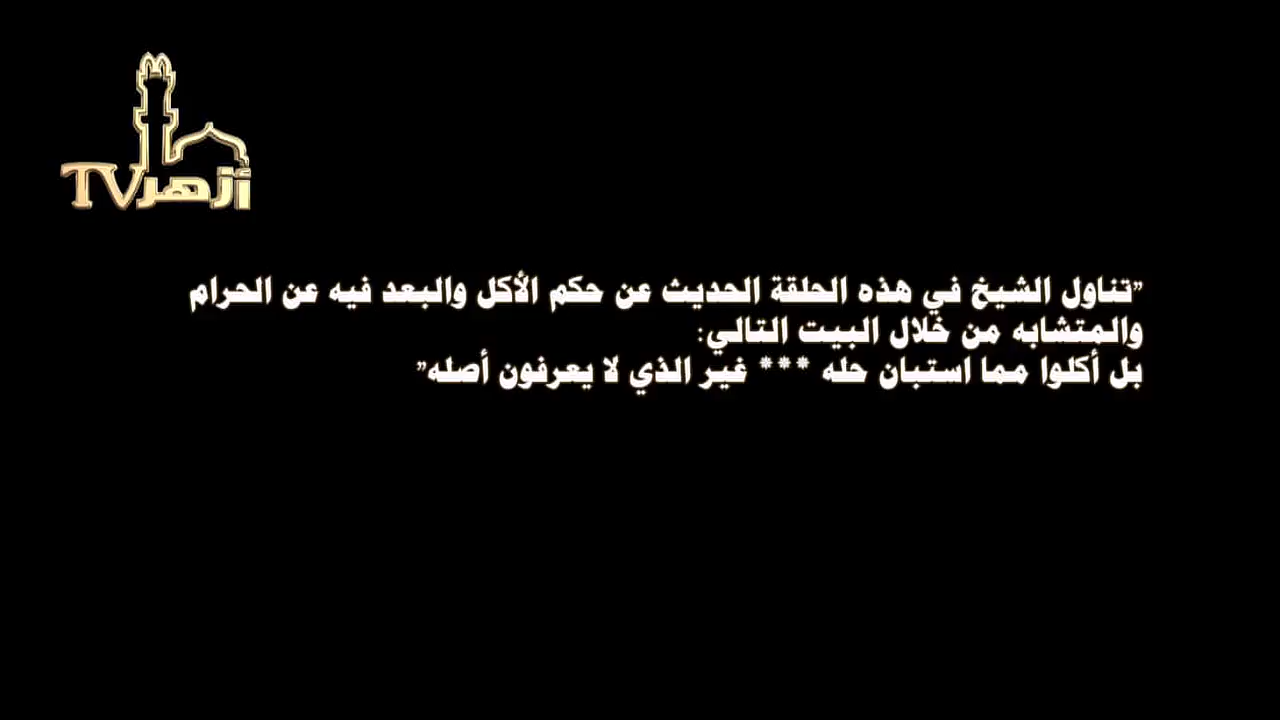 أزهر TV
"تناول الشيخ في هذه الحلقة الحديث عن حكم الأكل والبعد فيه عن الحرام
والمتشابه من خلال البيت التالي:
بل أكلوا مما استبان حله *** غير الذي لا يعرفون أصله"